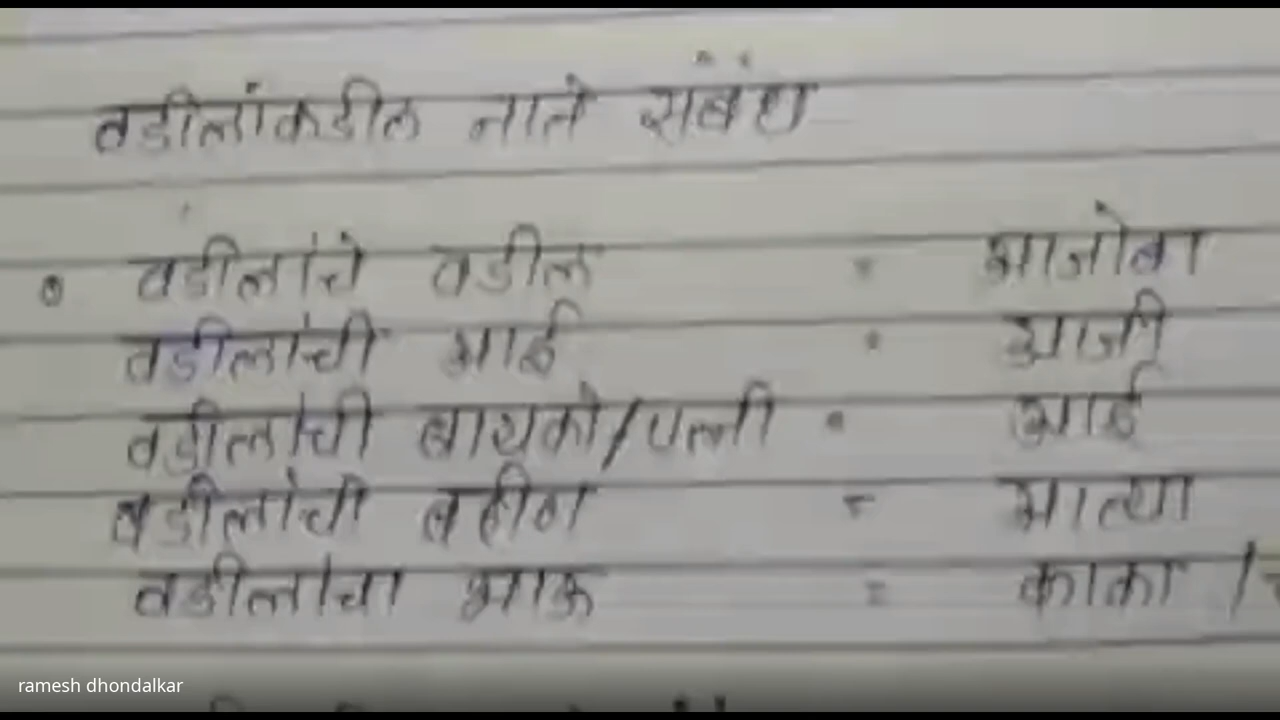 वडीलांकडील नाते संबंध
वडीलांचे वडील = आजोबा
वडीलांची आई = आजी
वडीलांची बायको/पत्नी = आई
वडीलांची बहीण = आत्या
वडीलांचा भाऊ = काका /
ramesh dhondalkar